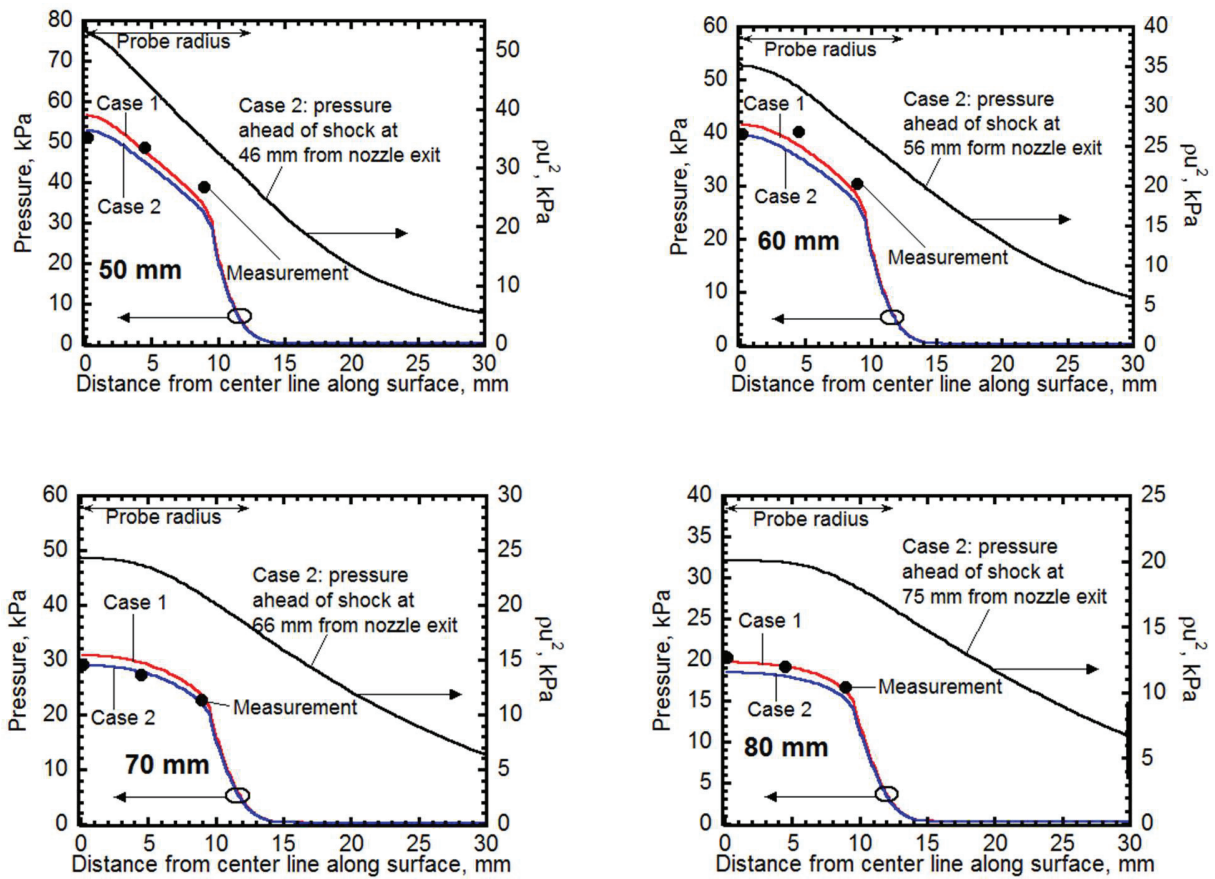 80
70
60
50
40
30
20
10
0
Pressure, kPa
Probe radius
Case 1
Case 2
Case 2: pressure
ahead of shock at
46 mm from nozzle exit
Measurement
50 mm
50
40
30
20
10
0
ρu², kPa
0 5 10 15 20 25 30
Distance from center line along surface, mm
60
50
40
30
20
10
0
Pressure, kPa
Probe radius
Case 1
Case 2
Case 2: pressure
ahead of shock at
56 mm form nozzle exit
Measurement
60 mm
40
35
30
25
20
15
10
5
0
ρu², kPa
0 5 10 15 20 25 30
Distance from center line along surface, mm
60
50
40
30
20
10
0
Pressure, kPa
Probe radius
Case 1
Case 2
Case 2: pressure
ahead of shock at
66 mm from nozzle exit
Measurement
70 mm
30
25
20
15
10
5
0
ρu², kPa
0 5 10 15 20 25 30
Distance from center line along surface, mm
40
35
30
25
20
15
10
5
0
Pressure, kPa
Probe radius
Case 1
Case 2
Case 2: pressure
ahead of shock at
75 mm from nozzle exit
Measurement
80 mm
25
20
15
10
5
0
ρu², kPa
0 5 10 15 20 25 30
Distance from center line along surface, mm